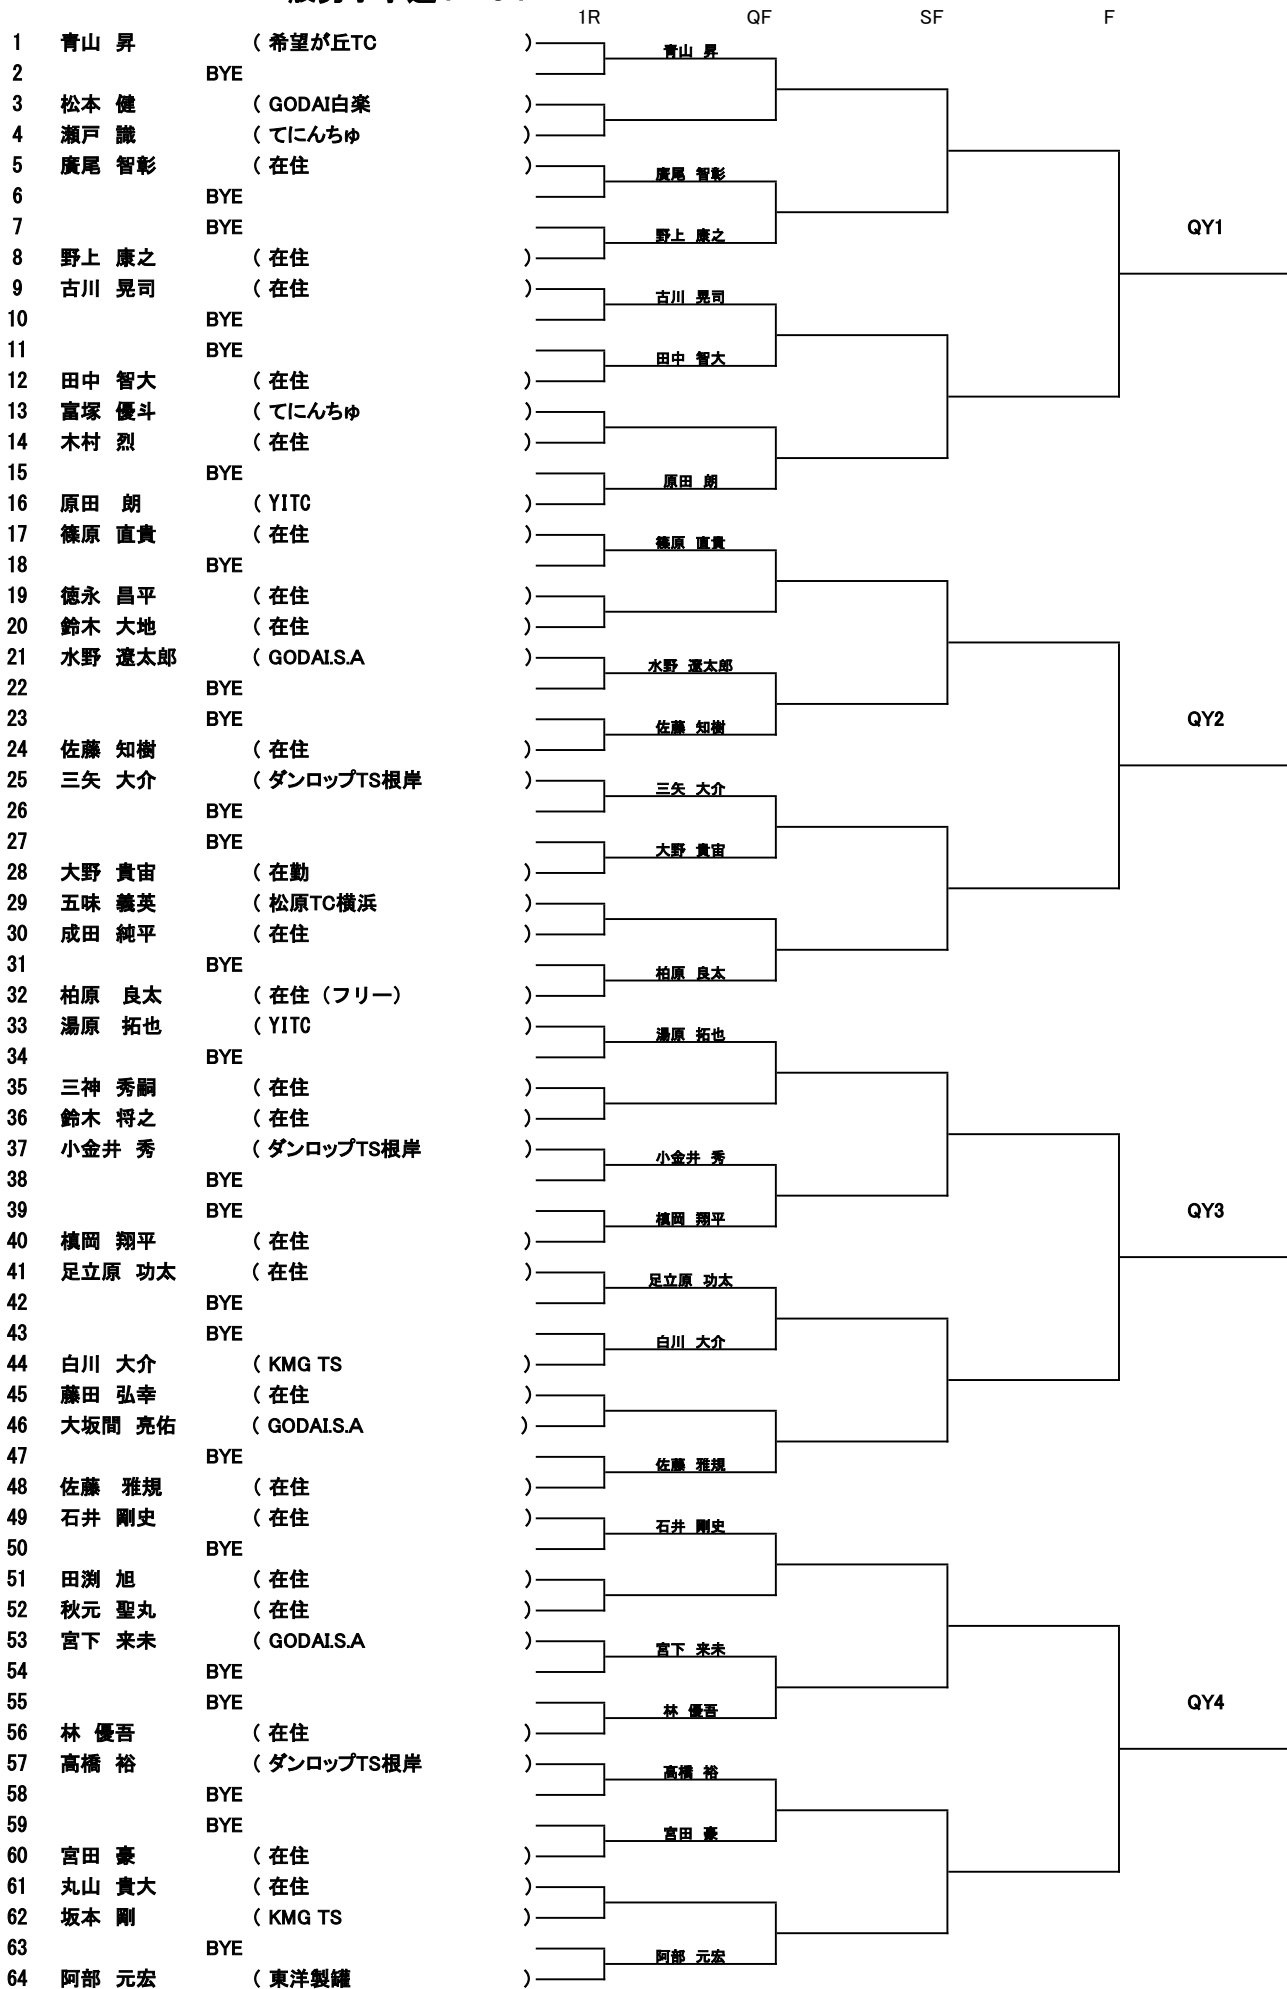 1R QF SF F
1 青山 昇 ( 希望が丘TC )
青山 昇
2 BYE
3 松本 健 ( GODAI白楽 )
4 瀬戸 識 ( てにんちゅ )
5 廣尾 智彰 ( 在住 )
廣尾 智彰
6 BYE
7 BYE QY1
野上 康之
8 野上 康之 ( 在住 )
9 古川 晃司 ( 在住 )
古川 晃司
10 BYE
11 BYE
田中 智大
12 田中 智大 ( 在住 )
13 富塚 優斗 ( てにんちゅ )
14 木村 烈 ( 在住 )
15 BYE
原田 朗
16 原田 朗 ( YITC )
17 篠原 直貴 ( 在住 )
篠原 直貴
18 BYE
19 徳永 昌平 ( 在住 )
20 鈴木 大地 ( 在住 )
21 水野 遼太郎 ( GODAI.S.A )
水野 遼太郎
22 BYE
23 BYE QY2
佐藤 知樹
24 佐藤 知樹 ( 在住 )
25 三矢 大介 ( ダンロップTS根岸 )
三矢 大介
26 BYE
27 BYE
大野 貴宙
28 大野 貴宙 ( 在勤 )
29 五味 義英 ( 松原TC横浜 )
30 成田 純平 ( 在住 )
31 BYE
柏原 良太
32 柏原 良太 ( 在住（フリー） )
33 湯原 拓也 ( YITC )
湯原 拓也
34 BYE
35 三神 秀嗣 ( 在住 )
36 鈴木 将之 ( 在住 )
37 小金井 秀 ( ダンロップTS根岸 )
小金井 秀
38 BYE
39 BYE QY3
槙岡 翔平
40 槙岡 翔平 ( 在住 )
41 足立原 功太 ( 在住 )
足立原 功太
42 BYE
43 BYE
白川 大介
44 白川 大介 ( KMG TS )
45 藤田 弘幸 ( 在住 )
46 大坂間 亮佑 ( GODAI.S.A )
47 BYE
佐藤 雅規
48 佐藤 雅規 ( 在住 )
49 石井 剛史 ( 在住 )
石井 剛史
50 BYE
51 田渕 旭 ( 在住 )
52 秋元 聖丸 ( 在住 )
53 宮下 来未 ( GODAI.S.A )
宮下 来未
54 BYE
55 BYE QY4
林 優吾
56 林 優吾 ( 在住 )
57 高橋 裕 ( ダンロップTS根岸 )
高橋 裕
58 BYE
59 BYE
宮田 豪
60 宮田 豪 ( 在住 )
61 丸山 貴大 ( 在住 )
62 坂本 剛 ( KMG TS )
63 BYE
阿部 元宏
64 阿部 元宏 ( 東洋製罐 )